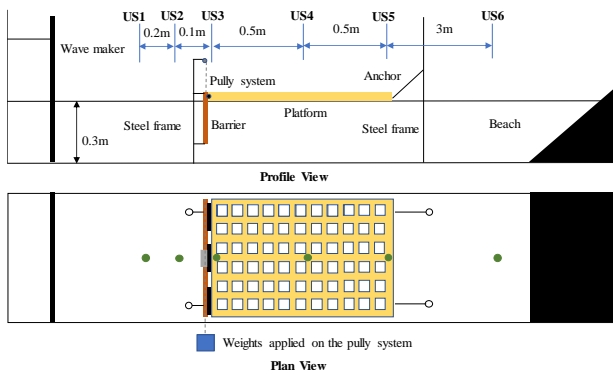 US1 US2 US3 US4 US5 US6
0.2m 0.1m 0.5m 0.5m 3m
Wave maker
Pully system
Anchor
0.3m
Steel frame Barrier Platform Steel frame Beach
Profile View
Weights applied on the pully system
Plan View